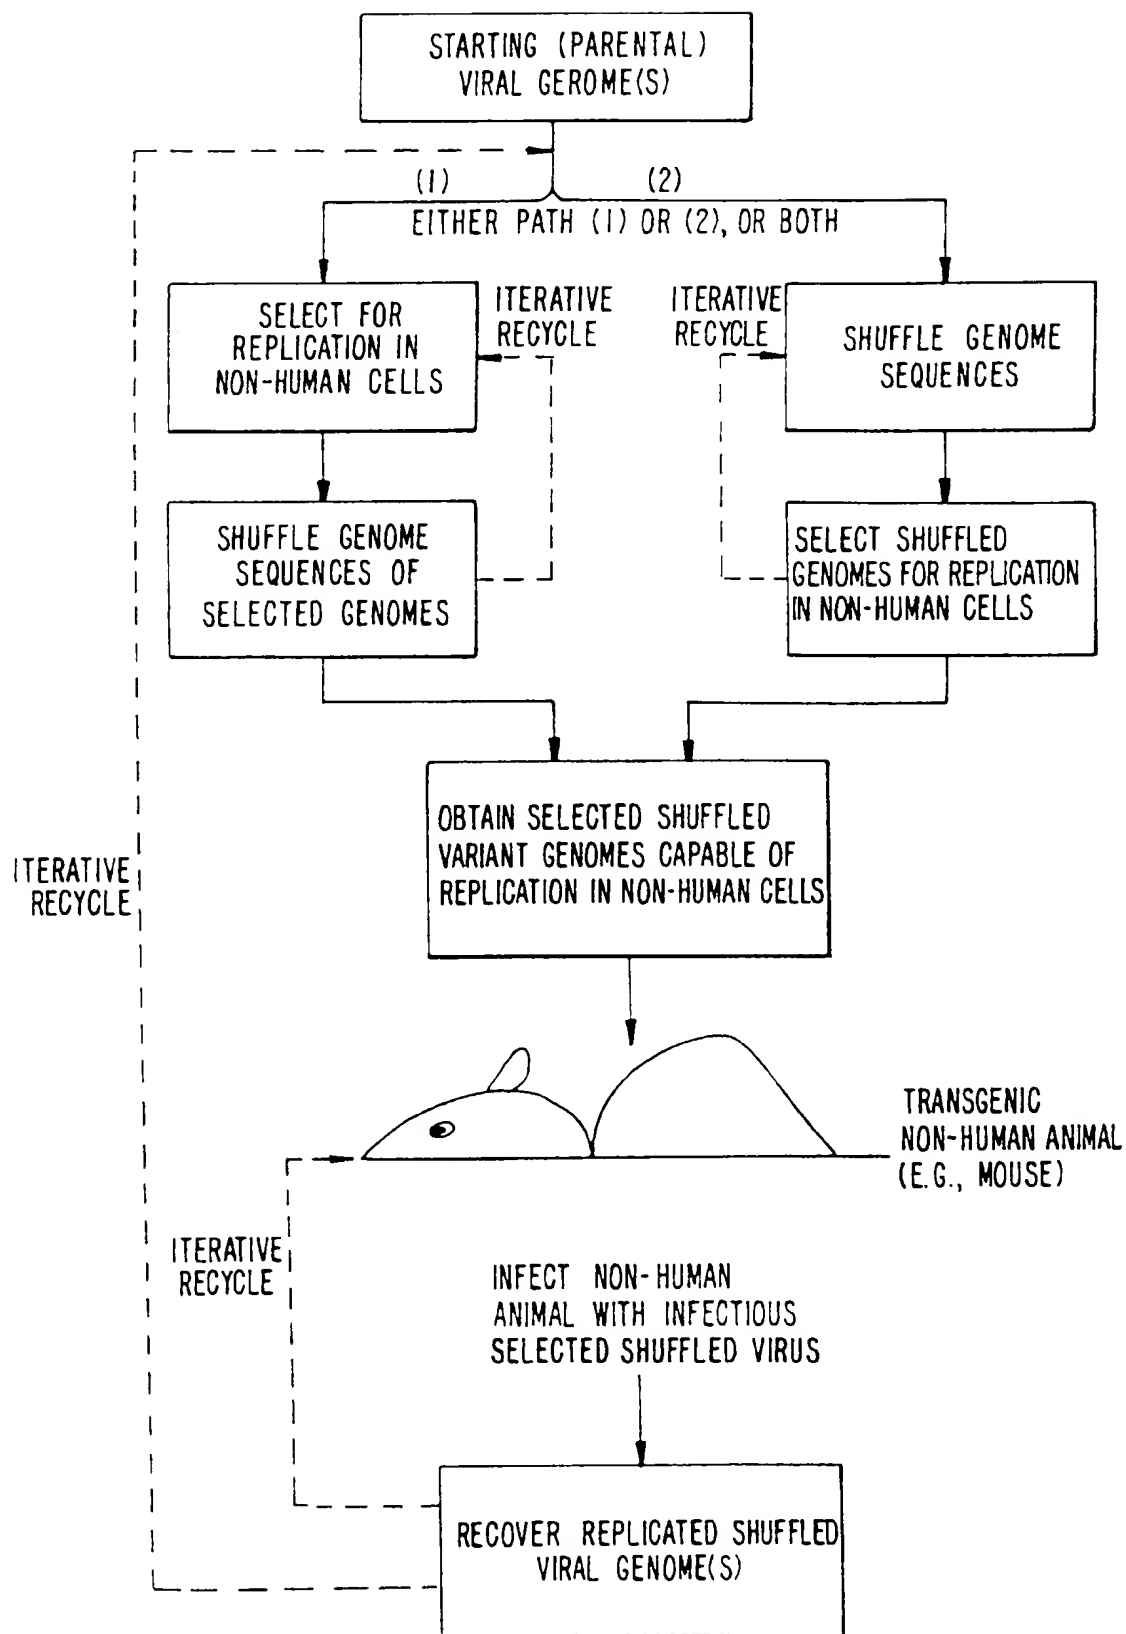 STARTING (PARENTAL)
VIRAL GEROME(S)
(1)
(2)
EITHER PATH (1) OR (2), OR BOTH
SELECT FOR
REPLICATION IN
NON-HUMAN CELLS
ITERATIVE
RECYCLE
ITERATIVE
RECYCLE
SHUFFLE GENOME
SEQUENCES
SHUFFLE GENOME
SEQUENCES OF
SELECTED GENOMES
SELECT SHUFFLED
GENOMES FOR REPLICATION
IN NON-HUMAN CELLS
OBTAIN SELECTED SHUFFLED
VARIANT GENOMES CAPABLE OF
REPLICATION IN NON-HUMAN CELLS
ITERATIVE
RECYCLE
TRANSGENIC
NON-HUMAN ANIMAL
(E.G., MOUSE)
ITERATIVE
RECYCLE
INFECT NON-HUMAN
ANIMAL WITH INFECTIOUS
SELECTED SHUFFLED VIRUS
RECOVER REPLICATED SHUFFLED
VIRAL GENOME(S)